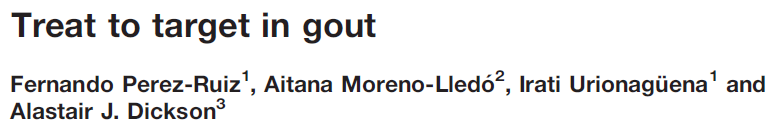 Treat to target in gout
Fernando Perez-Ruiz1, Aitana Moreno-Lledó2, Irati Urionagüena1 and
Alastair J. Dickson3